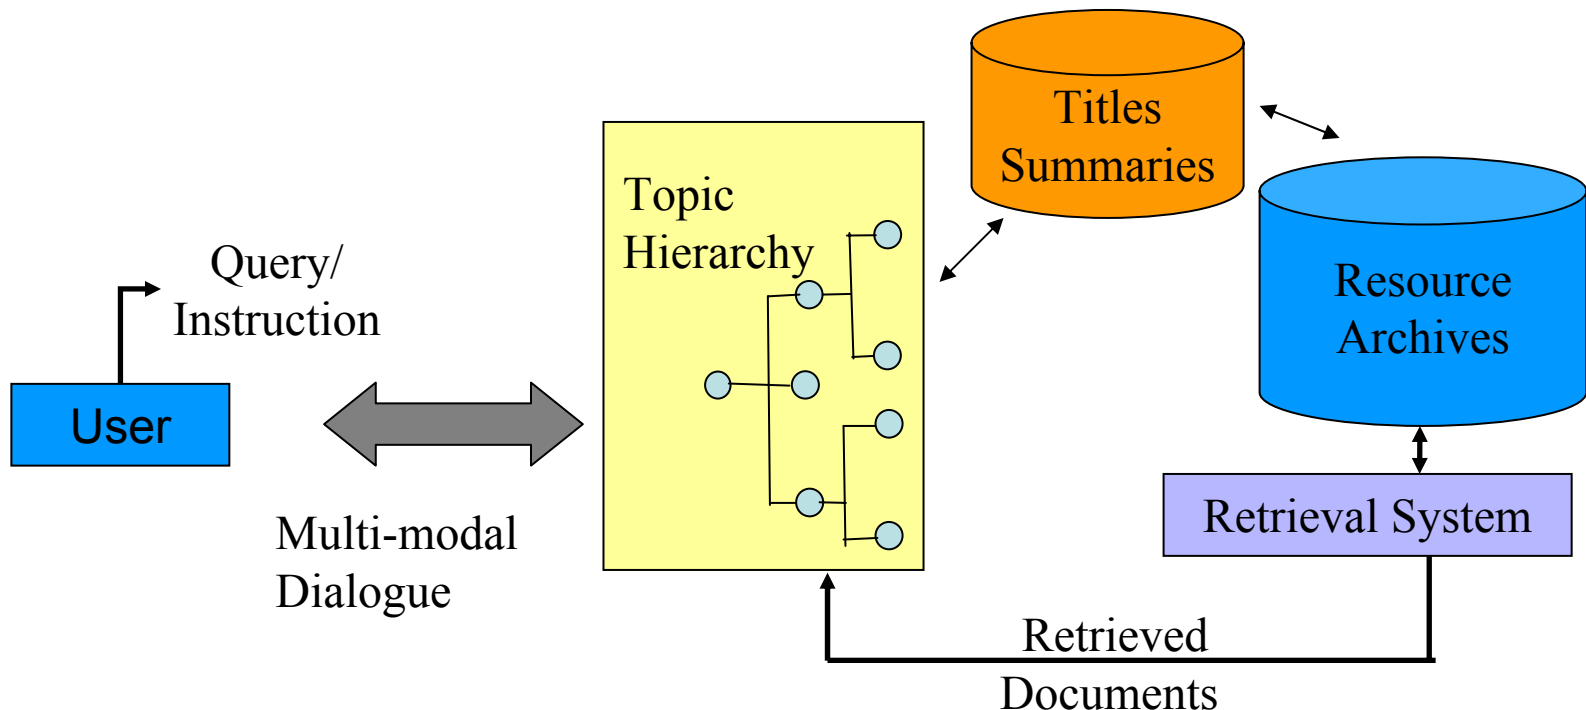 Query/
Instruction
User
Multi-modal
Dialogue
Topic
Hierarchy
Titles
Summaries
Resource
Archives
Retrieval System
Retrieved
Documents